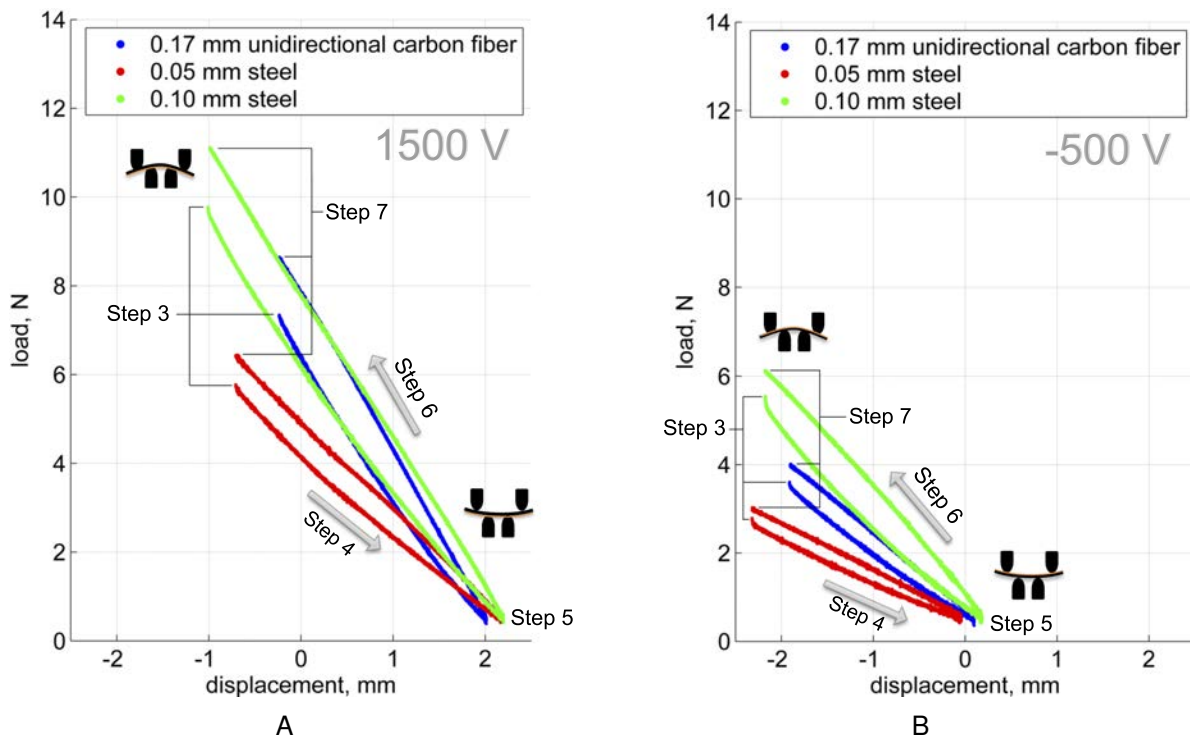 14
0.17 mm unidirectional carbon fiber
0.05 mm steel
0.10 mm steel
12
1500 V
10
Step 7
8
Step 3
load, N
6
Step 6
4
Step 4
2
Step 5
0
-2 -1 0 1 2
displacement, mm
A
14
0.17 mm unidirectional carbon fiber
0.05 mm steel
0.10 mm steel
12
-500 V
10
8
load, N
6
Step 7
Step 3
4
Step 6
2
Step 4
Step 5
0
-2 -1 0 1 2
displacement, mm
B